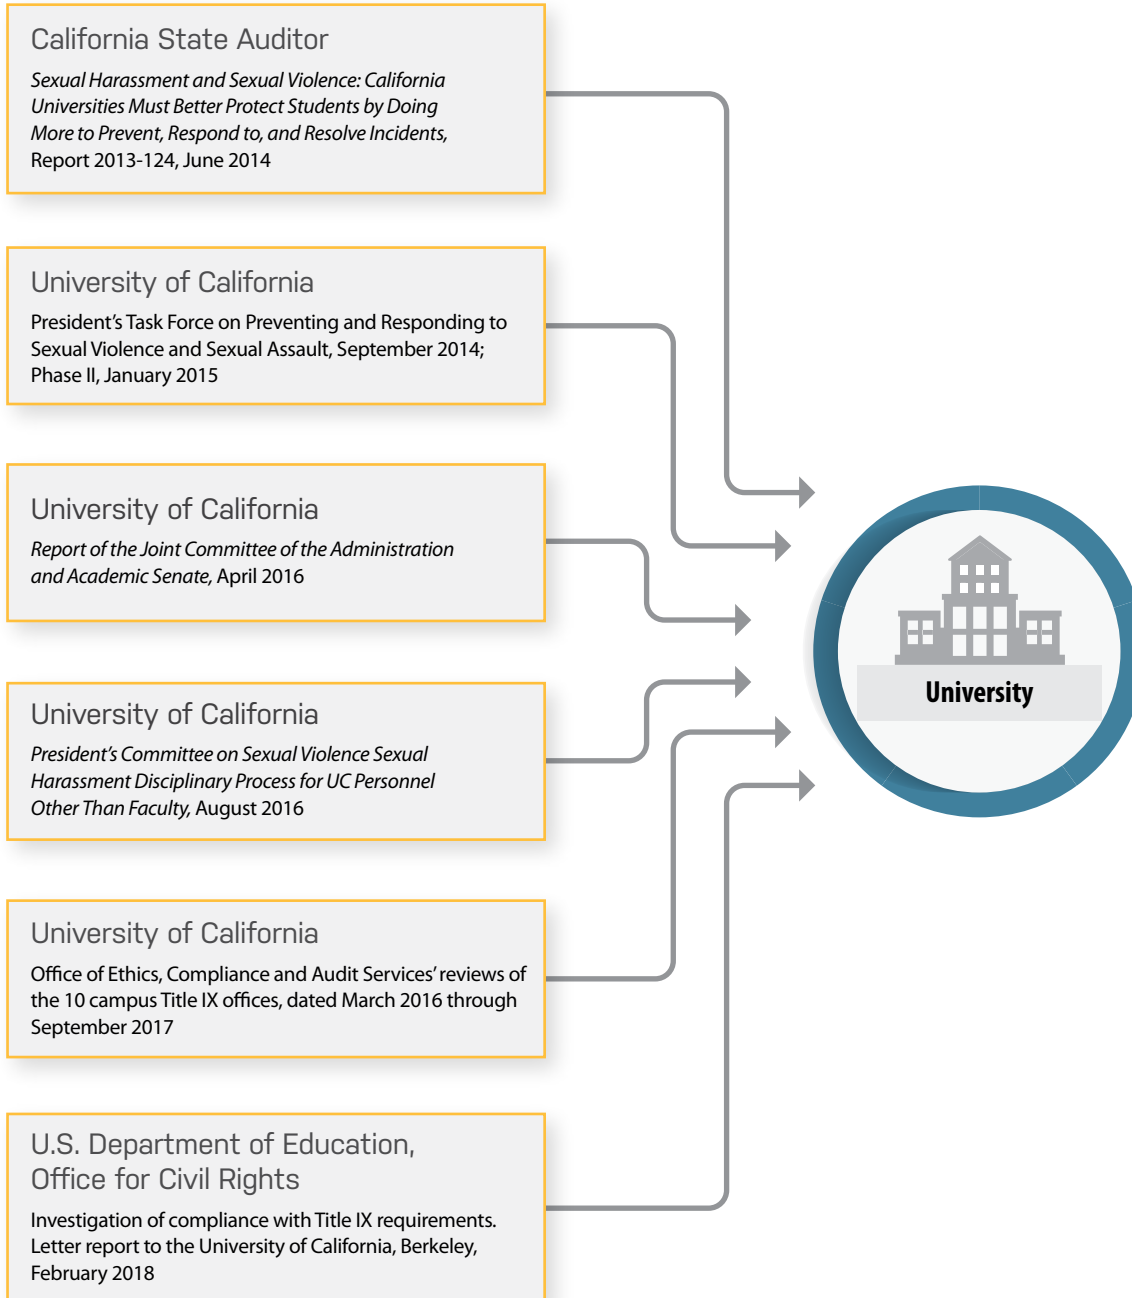 California State Auditor
Sexual Harassment and Sexual Violence: California
Universities Must Better Protect Students by Doing
More to Prevent, Respond to, and Resolve Incidents,
Report 2013-124, June 2014
University of California
President’s Task Force on Preventing and Responding to
Sexual Violence and Sexual Assault, September 2014;
Phase II, January 2015
University of California
Report of the Joint Committee of the Administration
and Academic Senate, April 2016
University of California
President’s Committee on Sexual Violence Sexual
Harassment Disciplinary Process for UC Personnel
Other Than Faculty, August 2016
University of California
Office of Ethics, Compliance and Audit Services’ reviews of
the 10 campus Title IX offices, dated March 2016 through
September 2017
U.S. Department of Education,
Office for Civil Rights
Investigation of compliance with Title IX requirements.
Letter report to the University of California, Berkeley,
February 2018
University